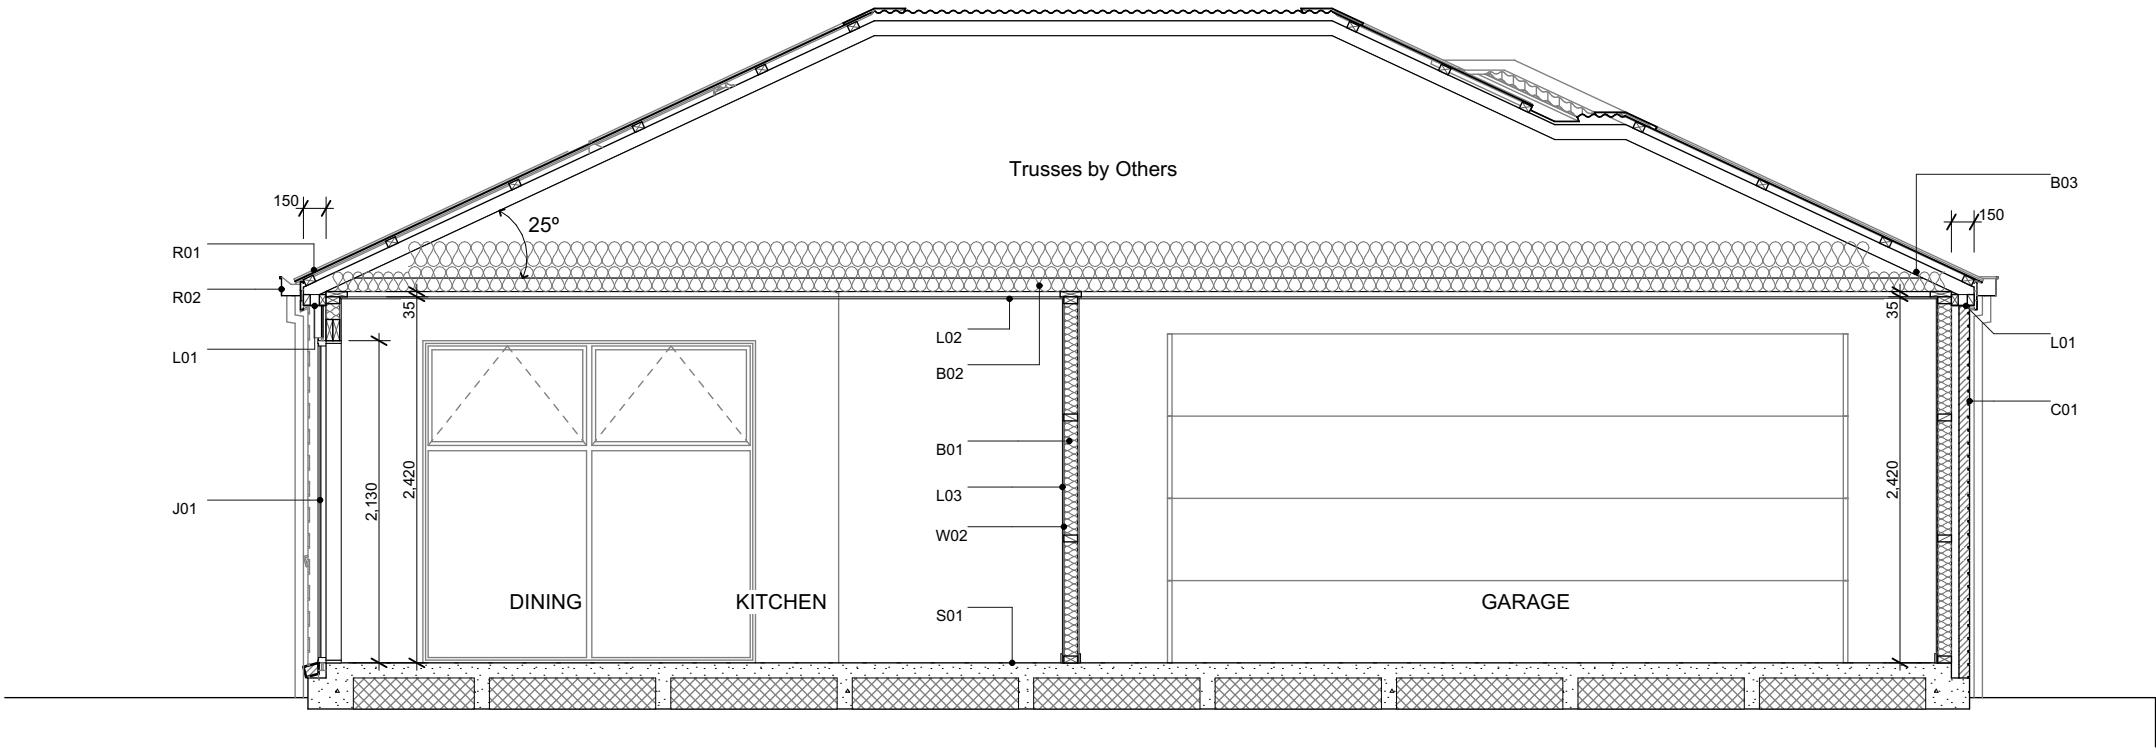 Trusses by Others
B03
150
150
25º
R01
R02
35
35
L01
L02
L01
B02
C01
B01
2,420
2,420
L03
J01
2,130
W02
DINING
KITCHEN
GARAGE
S01